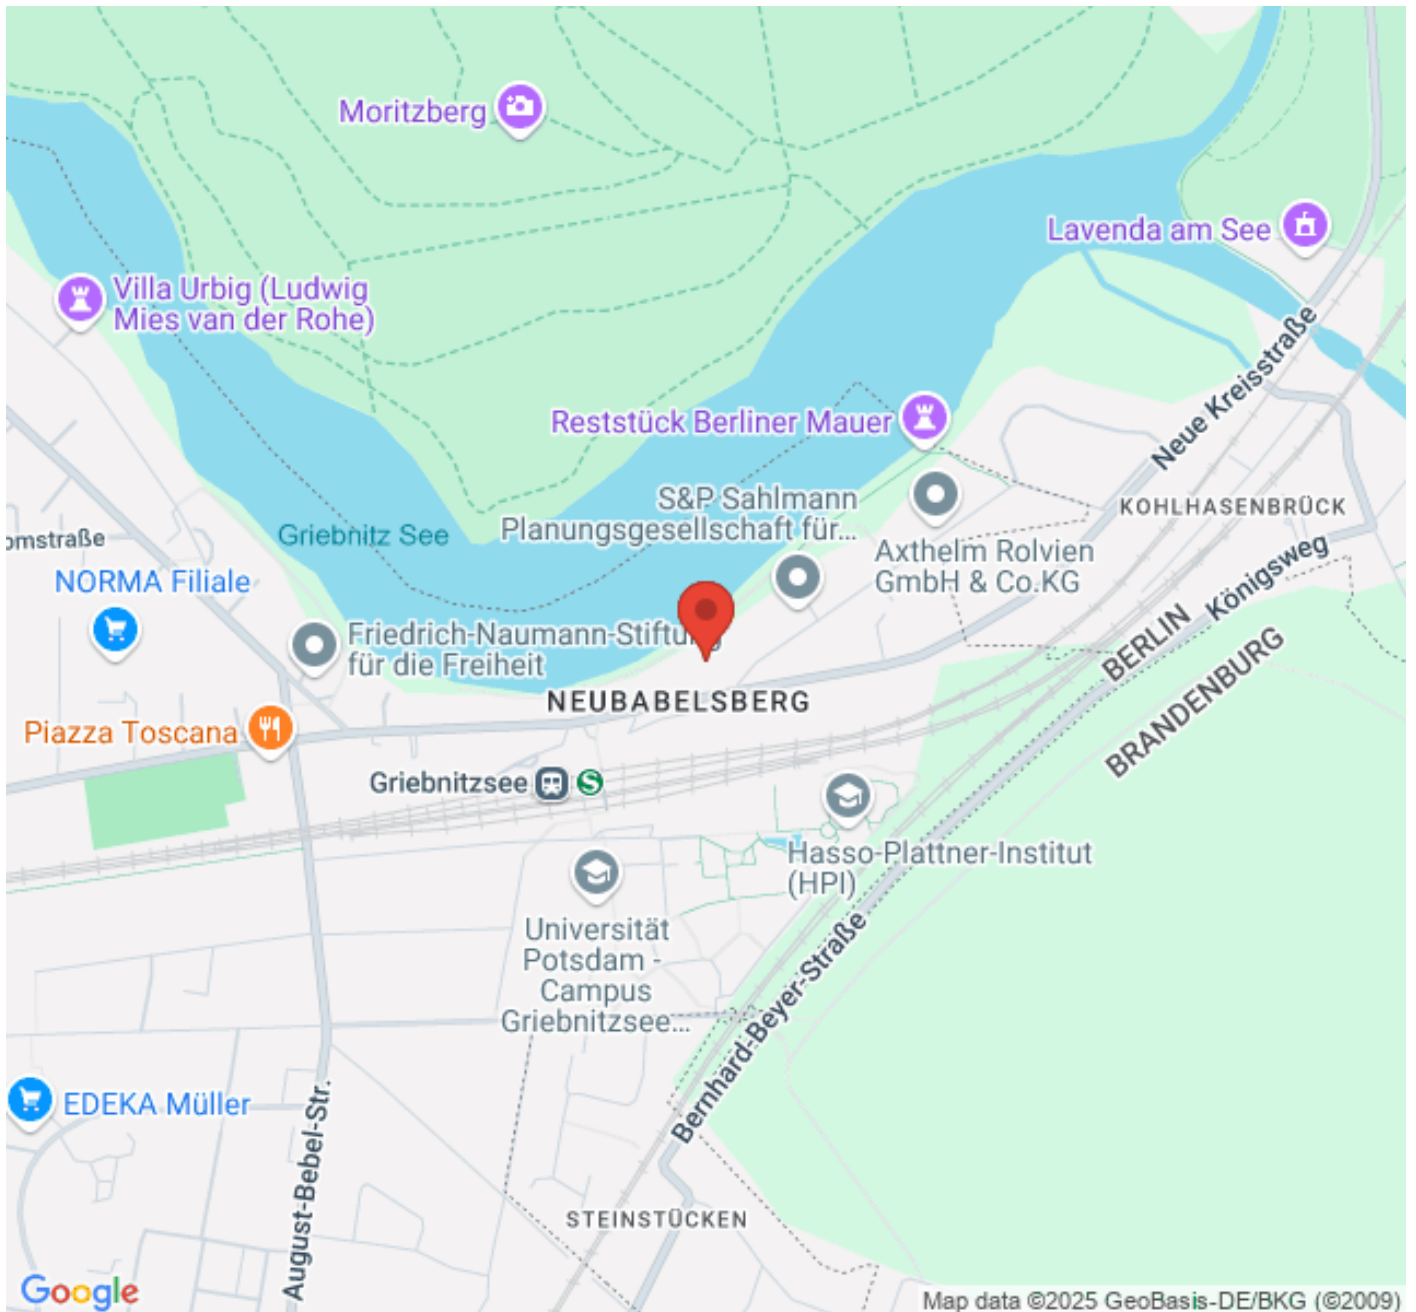 Moritzberg
Lavenda am See
Villa Urbig (Ludwig
Mies van der Rohe)
Neue Kreisstraße
Reststück Berliner Mauer
S&P Sahlmann
Planungsgesellschaft für...
KOHLHASENBRÜCK
Griebnitz See
omstraße
Axthelm Rolvien
GmbH & Co.KG
Königsweg
NORMA Filiale
BERLIN
BRANDENBURG
Friedrich-Naumann-Stiftung
für die Freiheit
NEUBABELSBERG
Piazza Toscana
Griebnitzsee
S
Hasso-Plattner-Institut
(HPI)
Universität
Potsdam -
Campus
Griebnitzsee...
Bernhard-Beyer-Straße
EDEKA Müller
August-Bebel-Str.
STEINSTÜCKEN
Google
Map data ©2025 GeoBasis-DE/BKG (©2009)